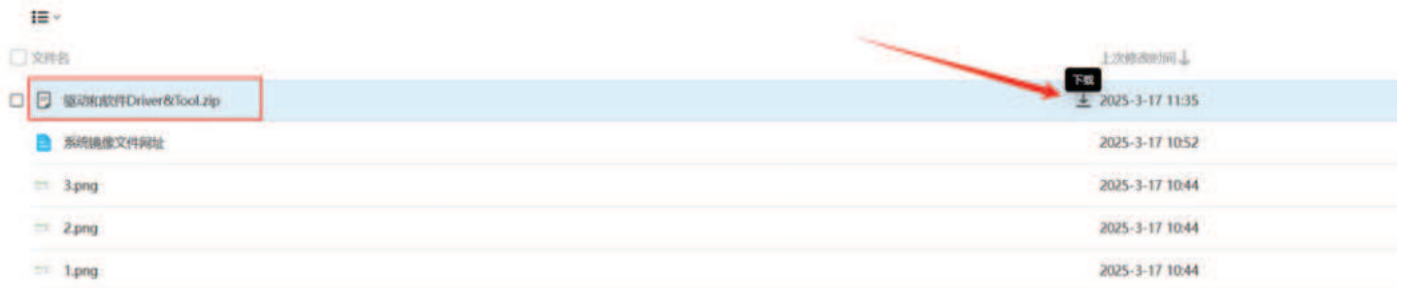 文件名 上次修改时间↓
下载
驱动和软件Driver&Tool.zip 2025-3-17 11:35
系统镜像文件网址 2025-3-17 10:52
3.png 2025-3-17 10:44
2.png 2025-3-17 10:44
1.png 2025-3-17 10:44